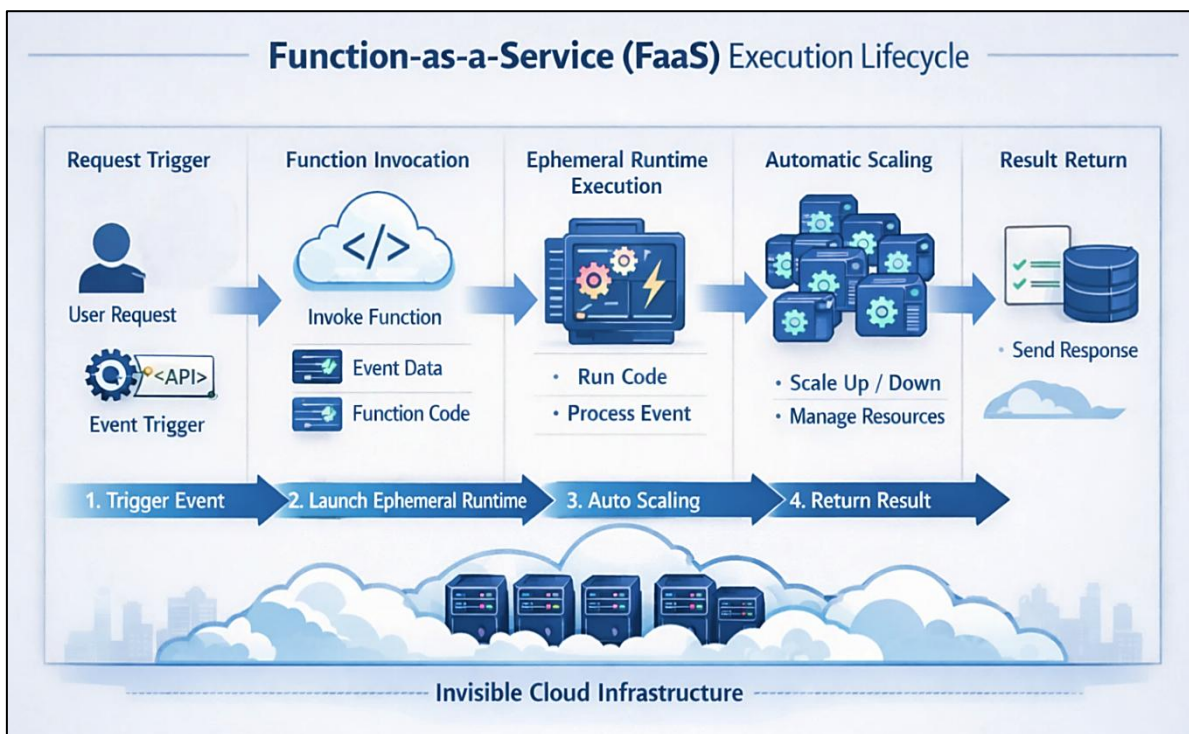 Function-as-a-Service (FaaS) Execution Lifecycle
Request Trigger
User Request
<API>
Event Trigger
Function Invocation
</>
Invoke Function
Event Data
Function Code
Ephemeral Runtime
Execution
• Run Code
• Process Event
Automatic Scaling
• Scale Up / Down
• Manage Resources
Result Return
• Send Response
1. Trigger Event
2. Launch Ephemeral Runtime
3. Auto Scaling
4. Return Result
Invisible Cloud Infrastructure